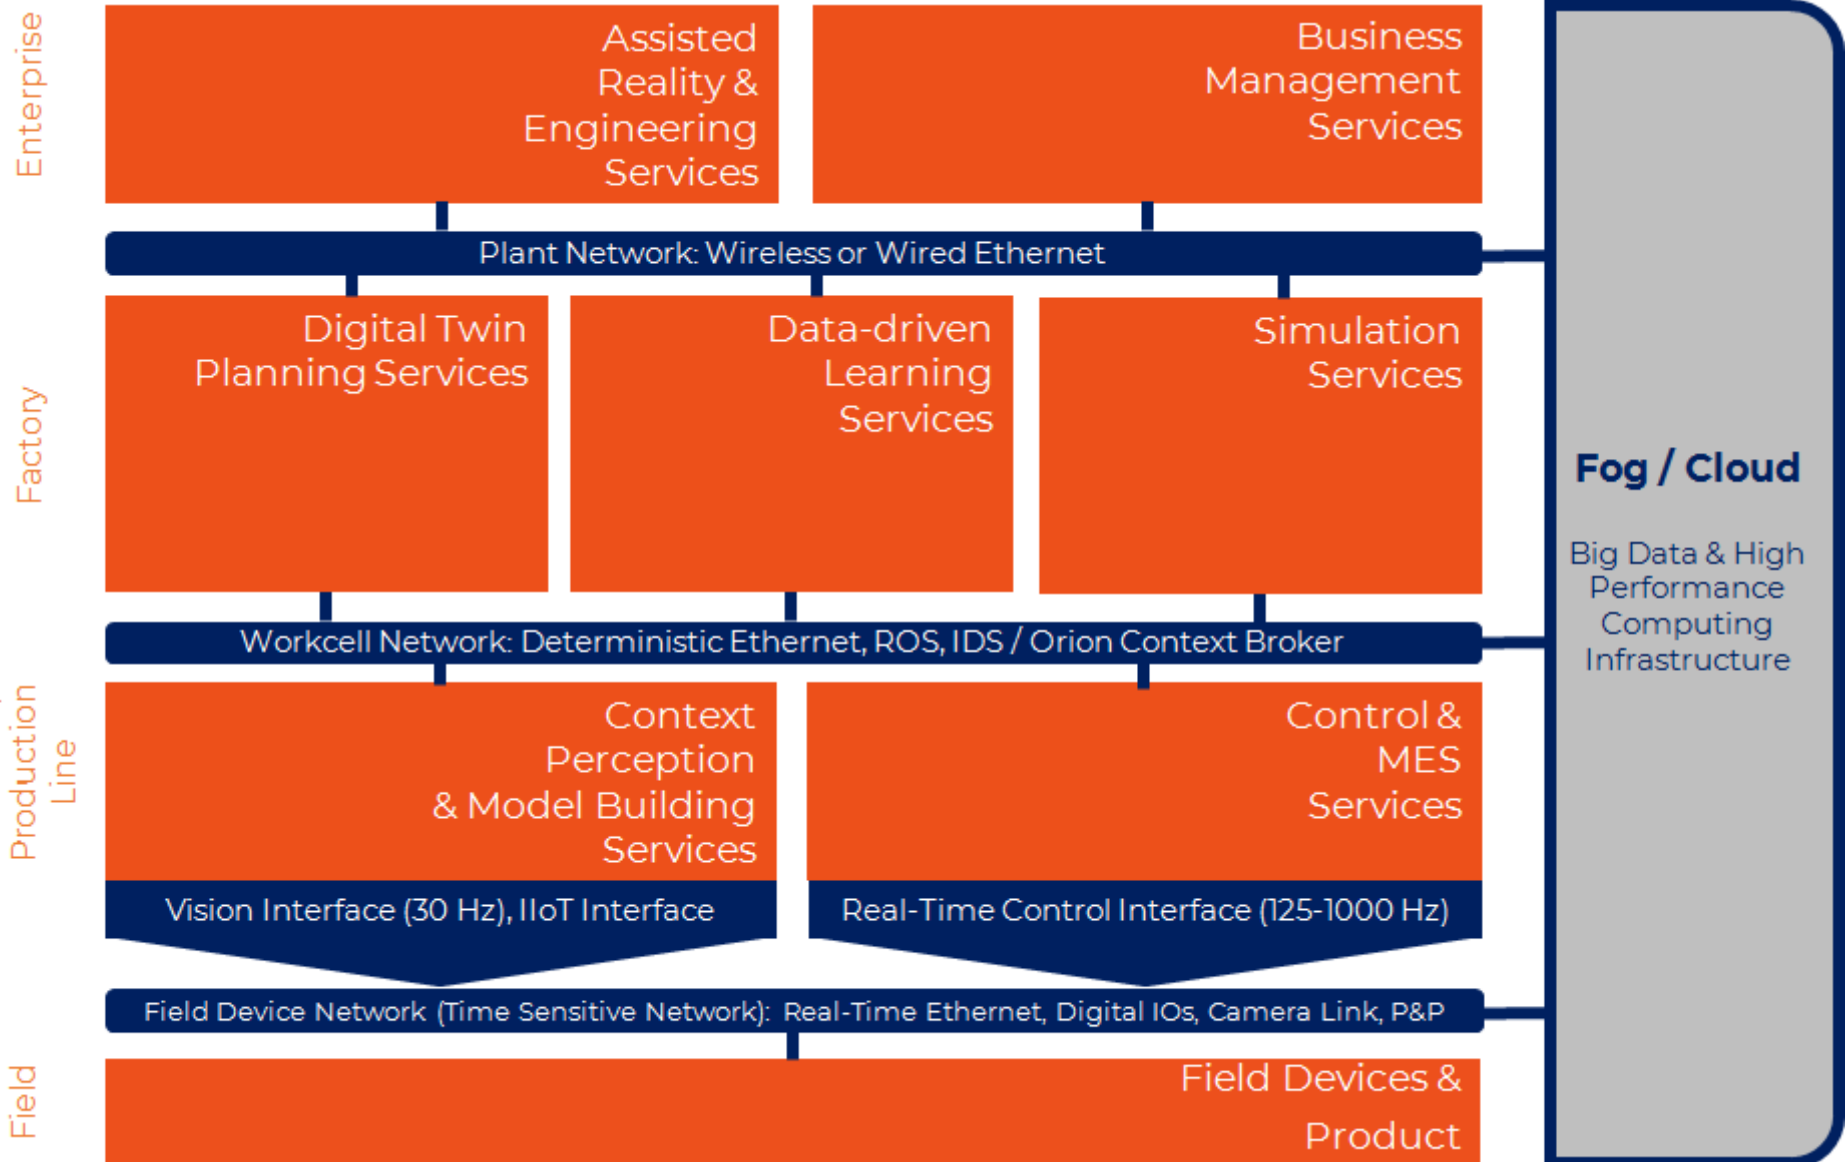 Enterprise
Assisted
Reality &
Engineering
Services
Business
Management
Services
Plant Network: Wireless or Wired Ethernet
Factory
Digital Twin
Planning Services
Data-driven
Learning
Services
Simulation
Services
Workcell Network: Deterministic Ethernet, ROS, IDS / Orion Context Broker
Production
Line
Context
Perception
& Model Building
Services
Control &
MES
Services
Vision Interface (30 Hz), IIoT Interface
Real-Time Control Interface (125-1000 Hz)
Field Device Network (Time Sensitive Network): Real-Time Ethernet, Digital IOs, Camera Link, P&P
Field
Field Devices &
Product
Fog / Cloud
Big Data & High
Performance
Computing
Infrastructure